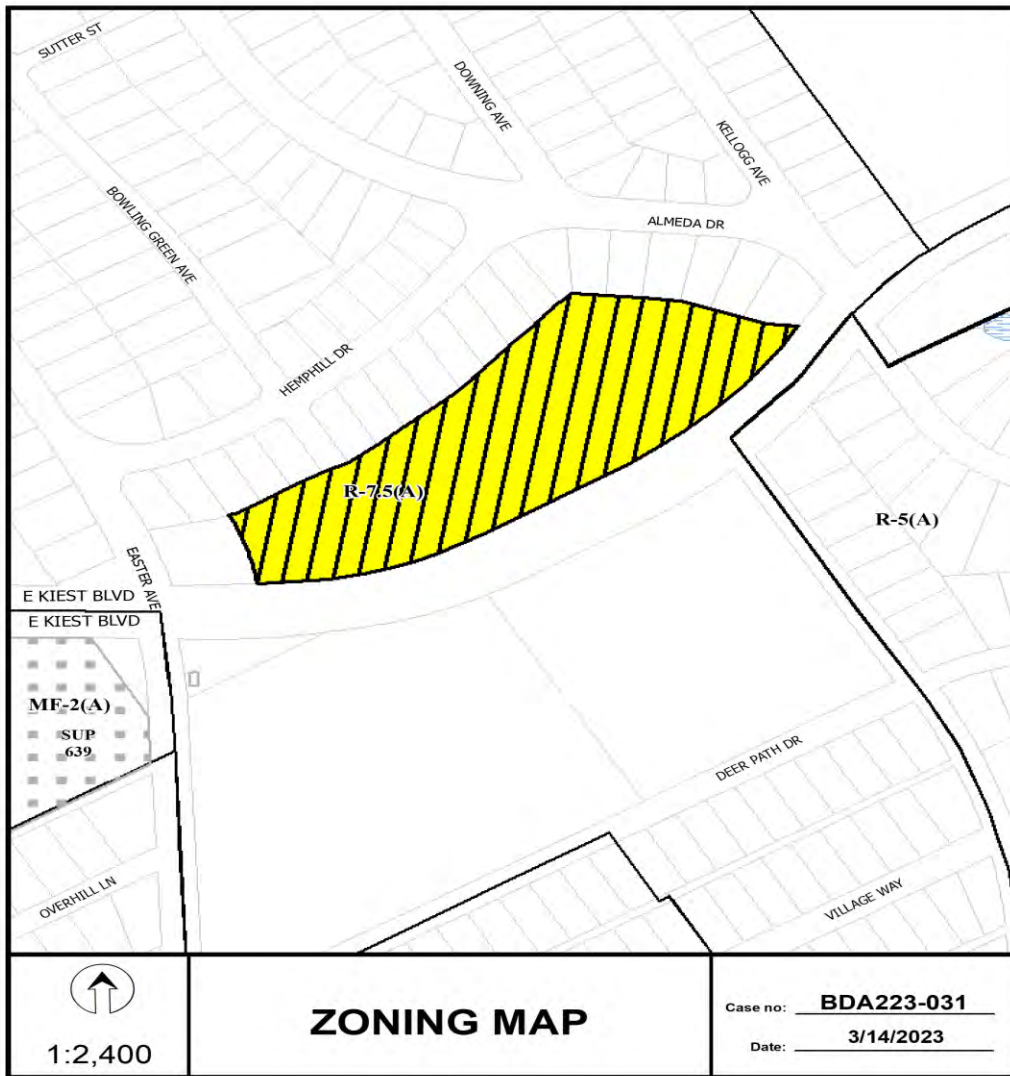 SUTTER ST
DOWNING AVE
KELLOGG AVE
BOWLING GREEN AVE
ALMEDA DR
HEMPHILL DR
R-7.5(A)
R-5(A)
EASTER AVE
E KIEST BLVD
E KIEST BLVD
MF-2(A)
SUP
639
DEER PATH DR
OVERHILL LN
VILLAGE WAY
1:2,400
ZONING MAP
Case no: BDA223-031
Date: 3/14/2023